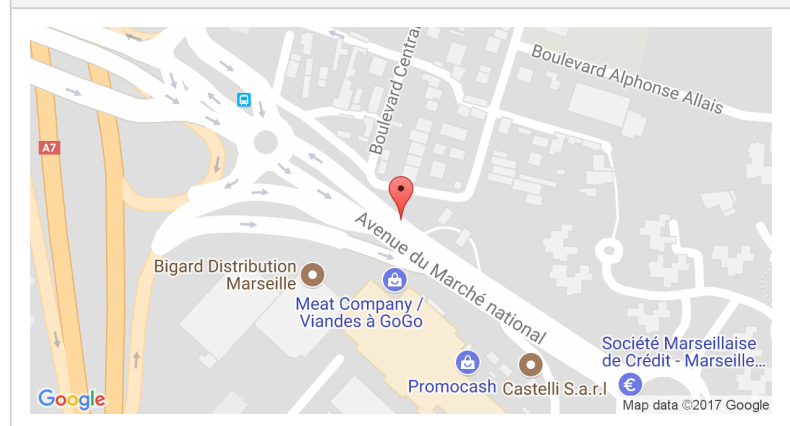 Boulevard Central
Boulevard Alphonse Allais
A7
Avenue du Marché national
Bigard Distribution
Marseille
Meat Company /
Viandes à GoGo
Société Marseillaise
de Crédit - Marseille...
Promocash
Castelli S.a.r.l
€
Google
Map data ©2017 Google